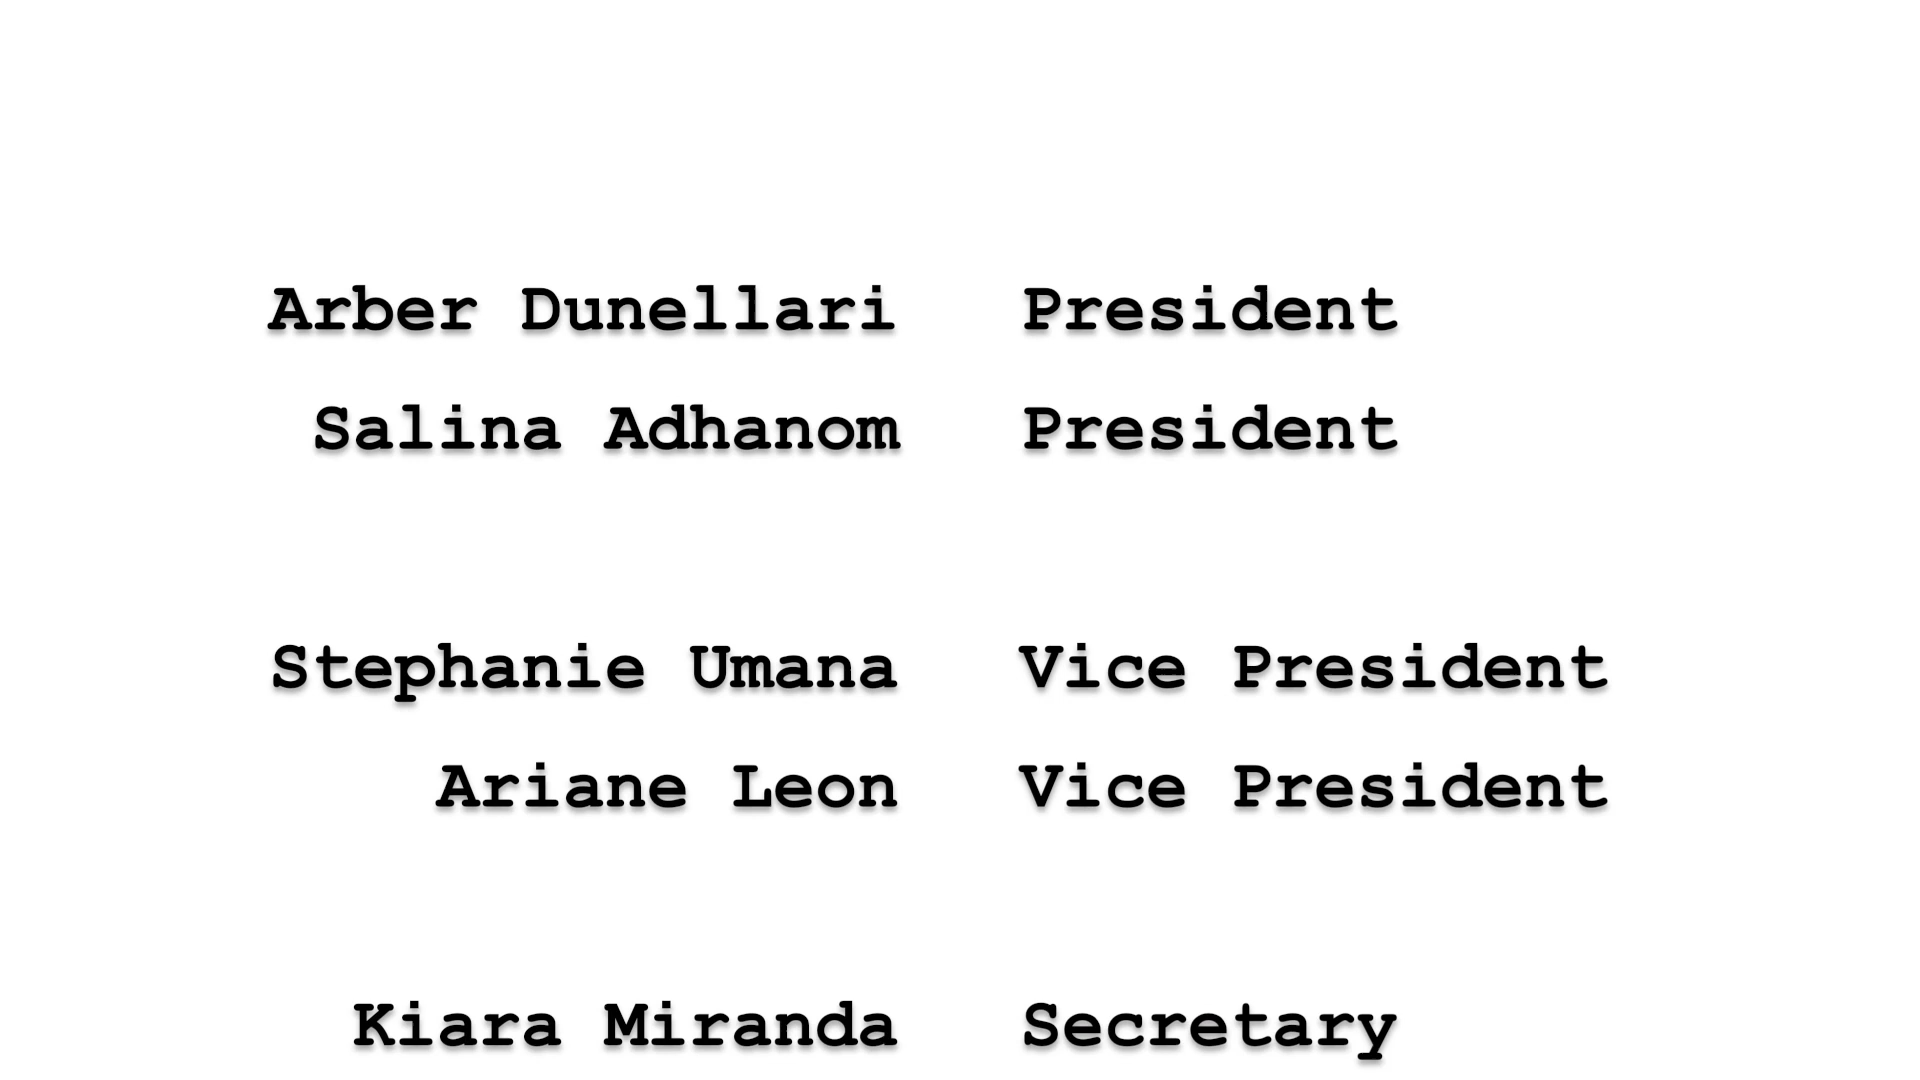 Arber Dunellari President
Salina Adhanom President
Stephanie Umana Vice President
Ariane Leon Vice President
Kiara Miranda Secretary